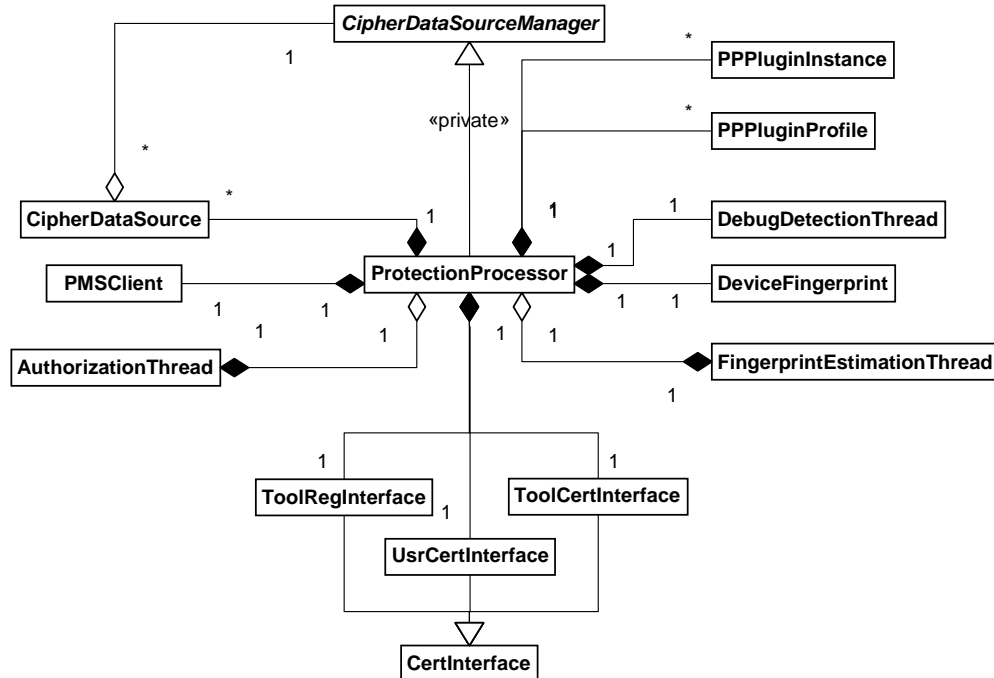 CipherDataSourceManager
1
*
PPPluginInstance
«private»
*
PPPluginProfile
*
*
CipherDataSource
1
1
1
1
DebugDetectionThread
1
ProtectionProcessor
PMSClient
1
1
DeviceFingerprint
1
1
1
1
1
1
AuthorizationThread
FingerprintEstimationThread
1
1
1
ToolRegInterface
ToolCertInterface
1
UsrCertInterface
CertInterface